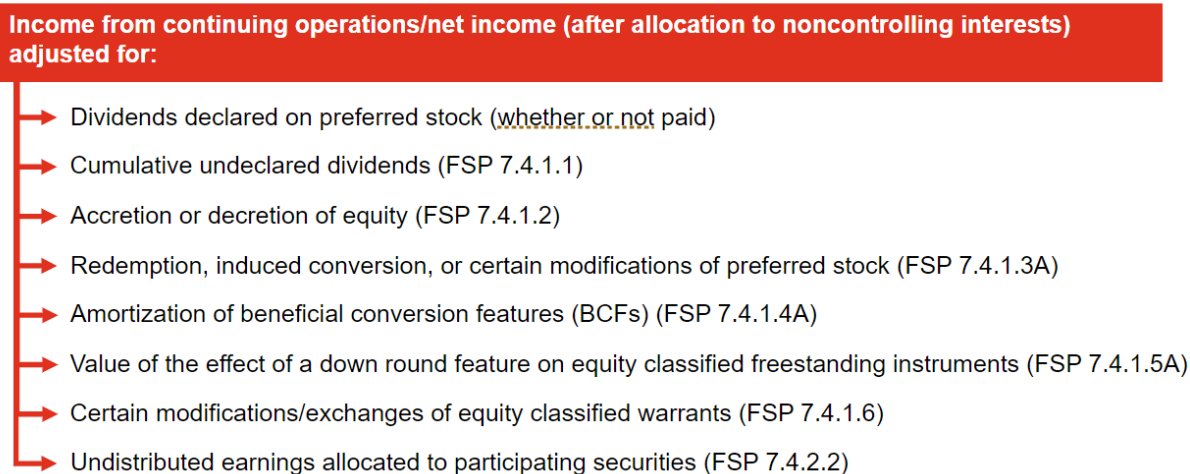 Income from continuing operations/net income (after allocation to noncontrolling interests)
adjusted for:
Dividends declared on preferred stock (whether or not paid)
Cumulative undeclared dividends (FSP 7.4.1.1)
Accretion or decretion of equity (FSP 7.4.1.2)
Redemption, induced conversion, or certain modifications of preferred stock (FSP 7.4.1.3A)
Amortization of beneficial conversion features (BCFs) (FSP 7.4.1.4A)
Value of the effect of a down round feature on equity classified freestanding instruments (FSP 7.4.1.5A)
Certain modifications/exchanges of equity classified warrants (FSP 7.4.1.6)
Undistributed earnings allocated to participating securities (FSP 7.4.2.2)